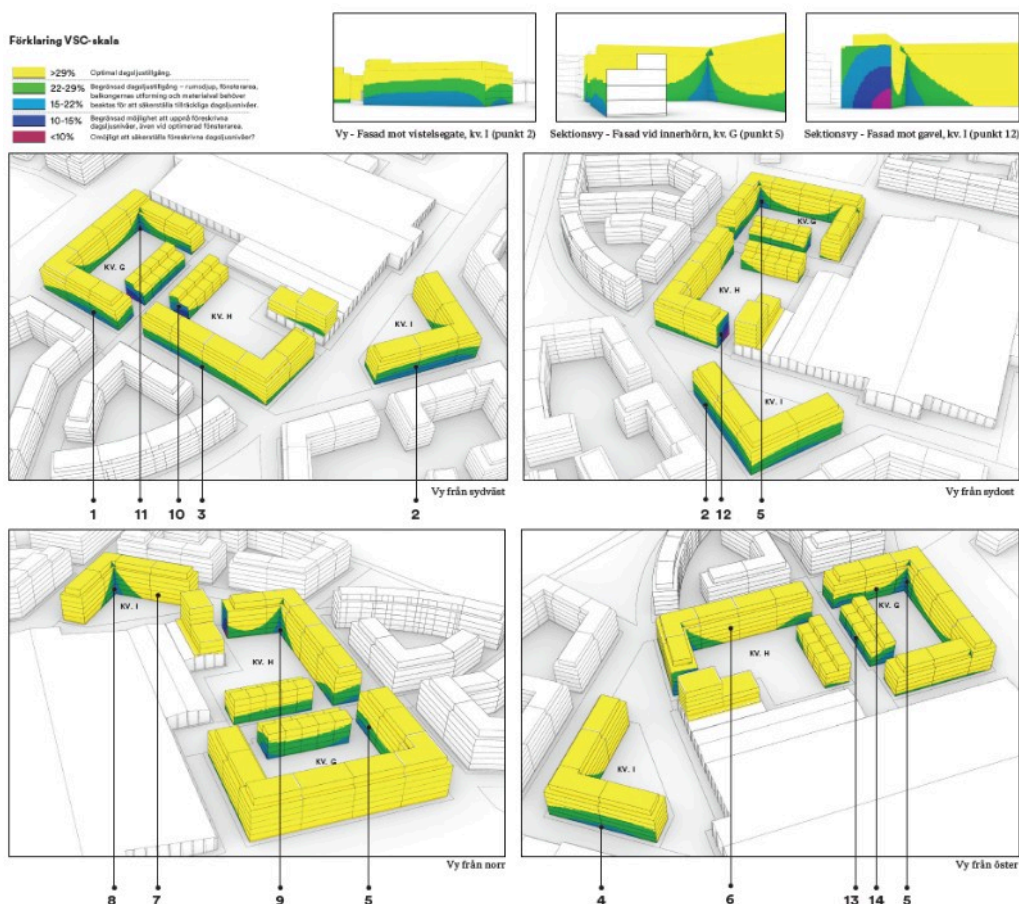 Förklaring VSC-skala
>29% Optimal dagsljustillgång.
22-29% Begränsad dagsljustillgång – rumsdjup, fönsterarea,
balkongernas utforming och materialval behöver
15-22% beaktas för att säkerställa tillräckliga dagsljusnivåer.
10-15% Begränsad möjlighet att uppnå föreskrivna
dagsljusnivåer, även vid optimerad fönsterarea.
<10% Omöjligt att säkerställa föreskrivna dagsljusnivåer?
Vy - Fasad mot vistelsegate, kv. I (punkt 2)
Sektionsvy - Fasad vid innerhörn, kv. G (punkt 5)
Sektionsvy - Fasad mot gavel, kv. I (punkt 12)
KV. G
KV. H
KV. I
Vy från sydväst
1 11 10 3 2
KV. G
KV. H
KV. I
Vy från sydost
2 12 5
KV. I
KV. H
KV. G
Vy från norr
8 7 9 5
KV. G
KV. H
KV. I
Vy från öster
4 6 13 14 5